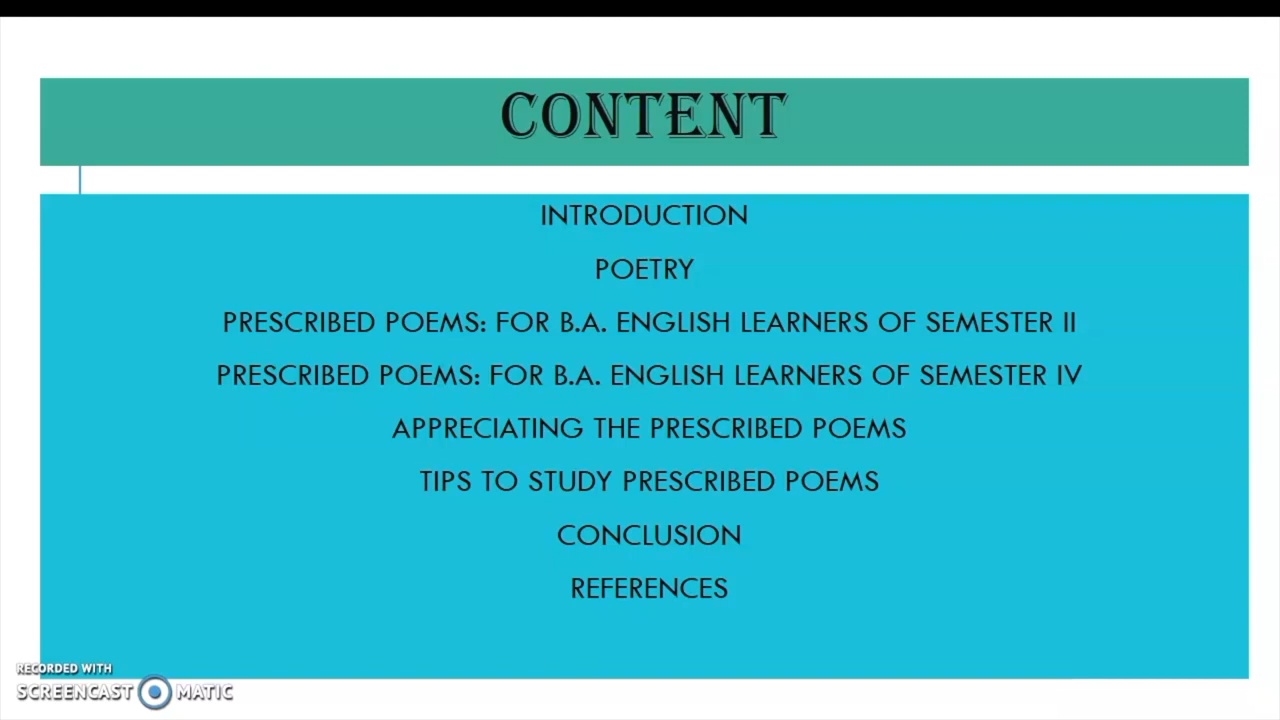 CONTENT
INTRODUCTION
POETRY
PRESCRIBED POEMS: FOR B.A. ENGLISH LEARNERS OF SEMESTER II
PRESCRIBED POEMS: FOR B.A. ENGLISH LEARNERS OF SEMESTER IV
APPRECIATING THE PRESCRIBED POEMS
TIPS TO STUDY PRESCRIBED POEMS
CONCLUSION
REFERENCES
RECORDED WITH
SCREENCAST MATIC